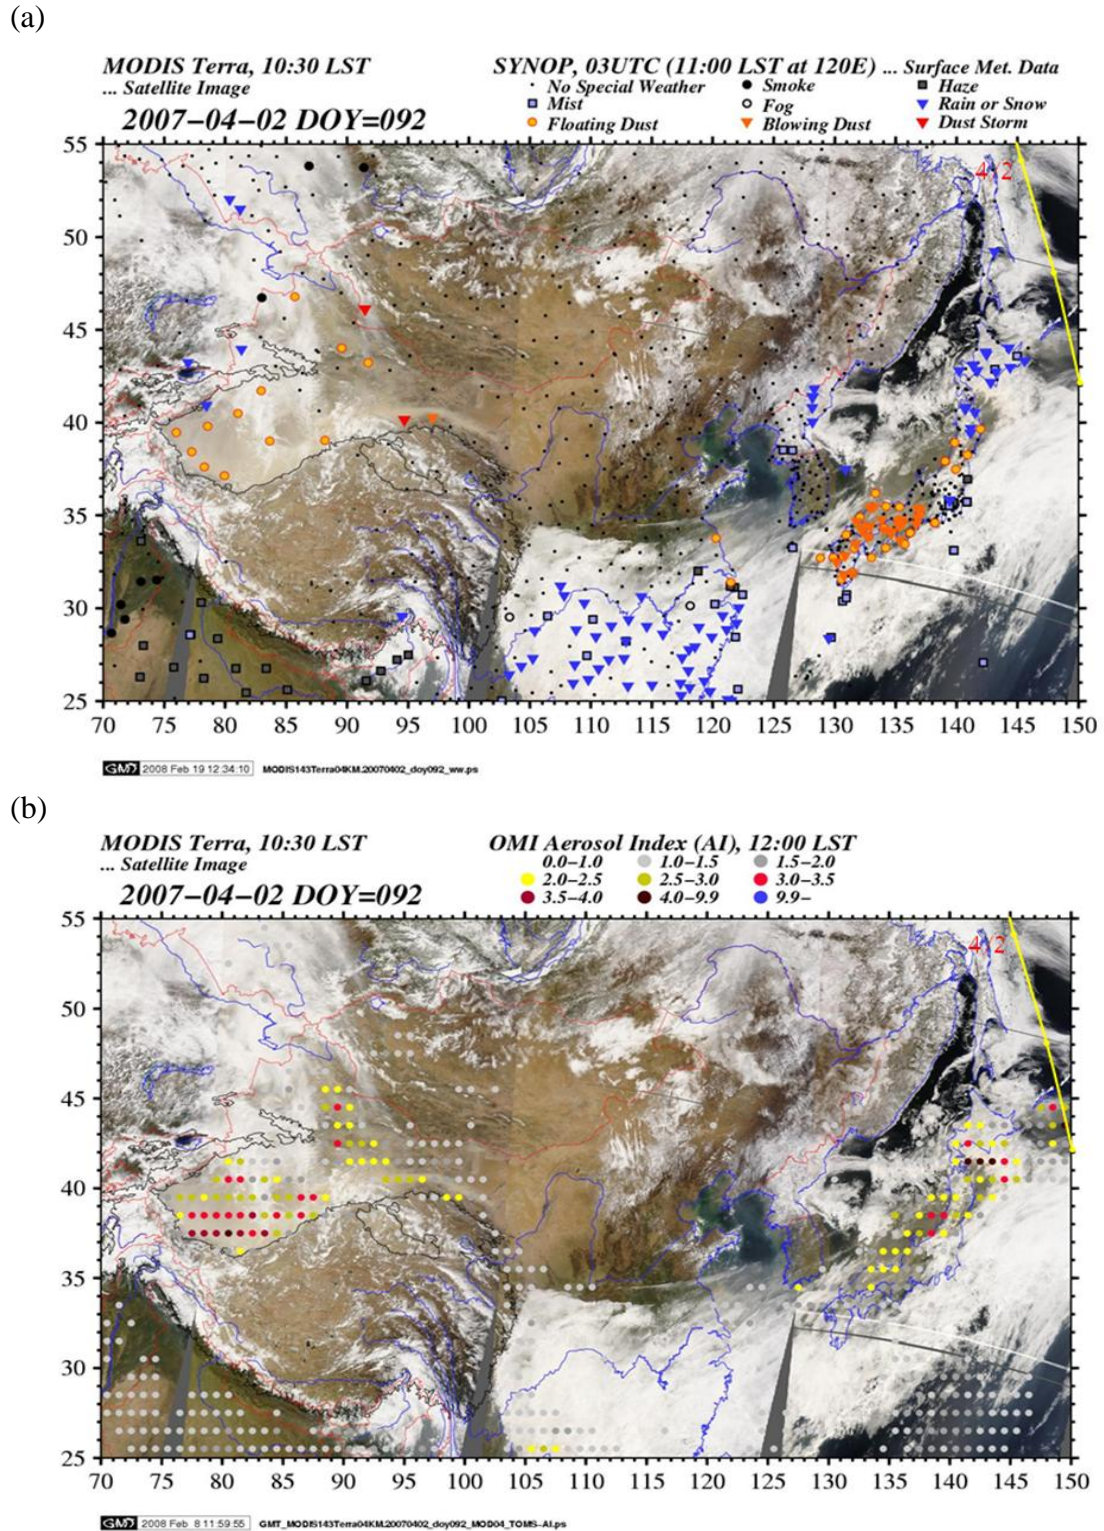 (a)
MODIS Terra, 10:30 LST
... Satellite Image
2007-04-02 DOY=092
SYNOP, 03UTC (11:00 LST at 120E) ... Surface Met. Data
No Special Weather Smoke Haze
Mist Fog Rain or Snow
Floating Dust Blowing Dust Dust Storm
55
50
45
40
35
30
25
4/2
70 75 80 85 90 95 100 105 110 115 120 125 130 135 140 145 150
GMD 2008 Feb 19 12:34:10 MODIS143Terra04KM.20070402_doy092_ww.ps
(b)
MODIS Terra, 10:30 LST
... Satellite Image
2007-04-02 DOY=092
OMI Aerosol Index (AI), 12:00 LST
0.0-1.0 1.0-1.5 1.5-2.0
2.0-2.5 2.5-3.0 3.0-3.5
3.5-4.0 4.0-9.9 9.9-
55
50
45
40
35
30
25
4/2
70 75 80 85 90 95 100 105 110 115 120 125 130 135 140 145 150
GMD 2008 Feb 8 11:59:55 GMT_MODIS143Terra04KM.20070402_doy092_MOD04_TOMS-AI.ps